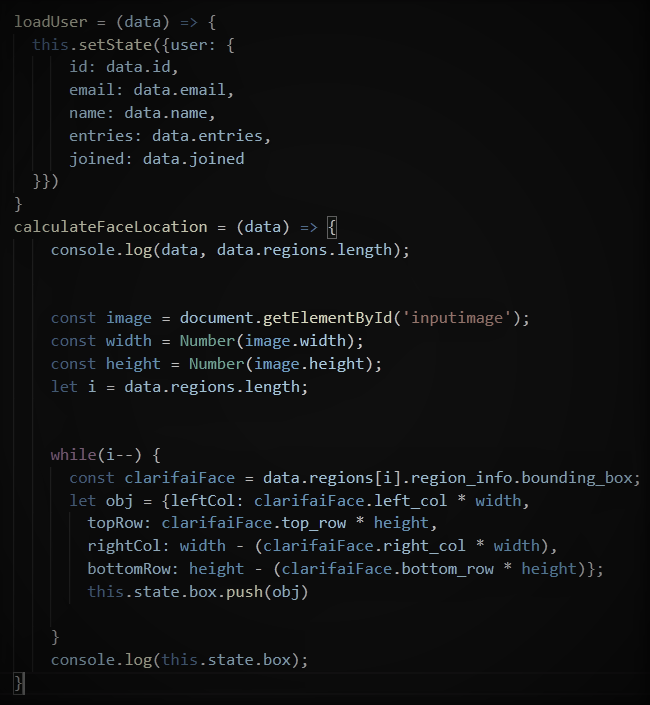 loadUser = (data) => {
this.setState({user: {
id: data.id,
email: data.email,
name: data.name,
entries: data.entries,
joined: data.joined
}})
}
calculateFaceLocation = (data) => {
console.log(data, data.regions.length);
const image = document.getElementById('inputimage');
const width = Number(image.width);
const height = Number(image.height);
let i = data.regions.length;
while(i--) {
const clarifaiFace = data.regions[i].region_info.bounding_box;
let obj = {leftCol: clarifaiFace.left_col * width,
topRow: clarifaiFace.top_row * height,
rightCol: width - (clarifaiFace.right_col * width),
bottomRow: height - (clarifaiFace.bottom_row * height)};
this.state.box.push(obj)
}
console.log(this.state.box);
}